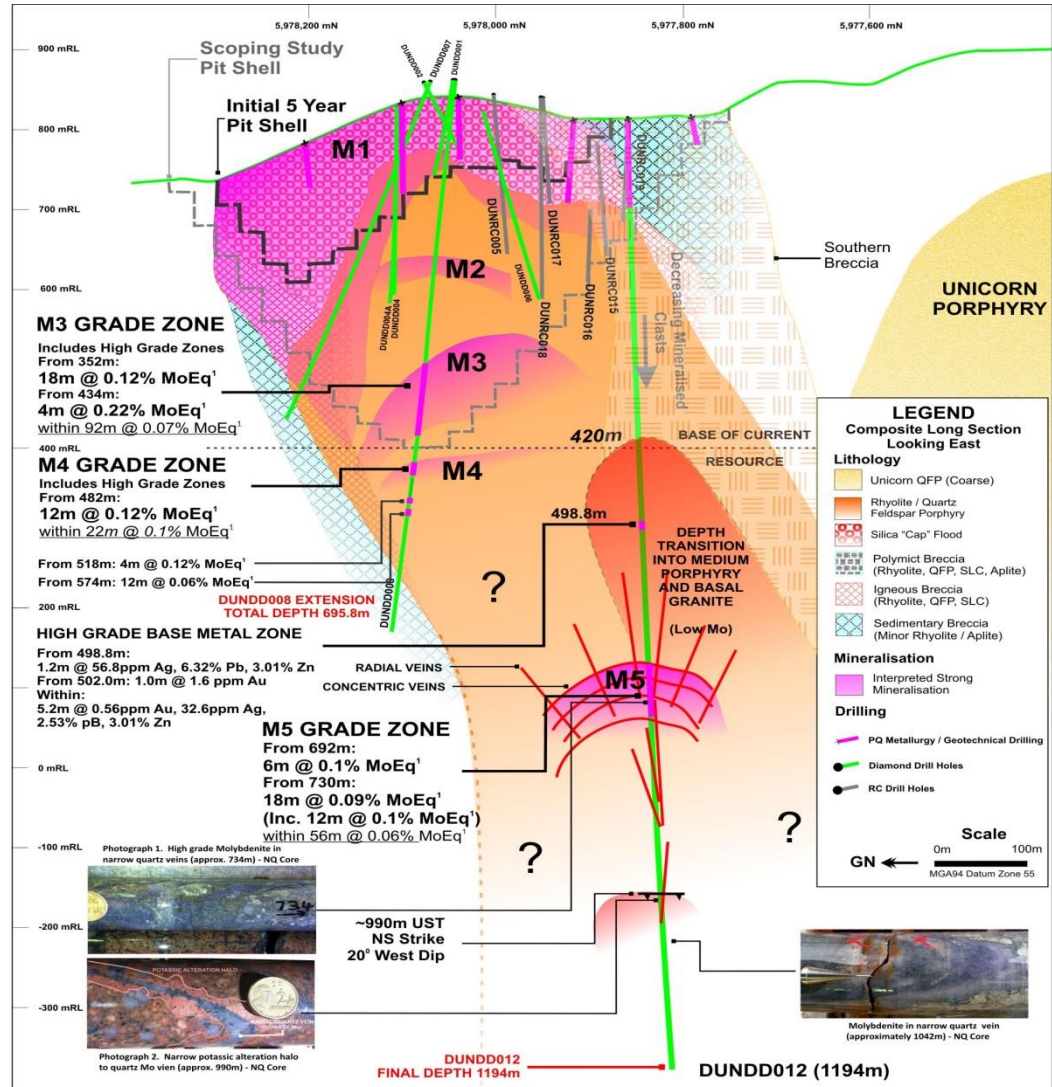 5,978,200 mN
5,978,000 mN
5,977,800 mN
5,977,600 mN
900 mRL
800 mRL
700 mRL
600 mRL
400 mRL
200 mRL
0 mRL
-100 mRL
-200 mRL
-300 mRL
Scoping Study
Pit Shell
Initial 5 Year
Pit Shell
DUNDD002
DUNDD007
DUNDD001
M1
M2
M3
M4
M5
DUNRC005
DUNRC017
DUNDD006
DUNRC018
DUNRC016
DUNRC015
DUNRC019
DUNDD004A
DUNDD004
DUNDD008
Decreasing Mineralised
Clasts
Southern
Breccia
UNICORN
PORPHYRY
M3 GRADE ZONE
Includes High Grade Zones
From 352m:
18m @ 0.12% MoEq¹
From 434m:
4m @ 0.22% MoEq¹
within 92m @ 0.07% MoEq¹
420m
BASE OF CURRENT
RESOURCE
M4 GRADE ZONE
Includes High Grade Zones
From 482m:
12m @ 0.12% MoEq¹
within 22m @ 0.1% MoEq¹
From 518m: 4m @ 0.12% MoEq¹
From 574m: 12m @ 0.06% MoEq¹
DUNDD008 EXTENSION
TOTAL DEPTH 695.8m
498.8m
DEPTH
TRANSITION
INTO MEDIUM
PORPHYRY
AND BASAL
GRANITE
(Low Mo)
?
?
?
HIGH GRADE BASE METAL ZONE
From 498.8m:
1.2m @ 56.8ppm Ag, 6.32% Pb, 3.01% Zn
From 502.0m: 1.0m @ 1.6 ppm Au
Within:
5.2m @ 0.56ppm Au, 32.6ppm Ag,
2.53% pB, 3.01% Zn
RADIAL VEINS
CONCENTRIC VEINS
M5 GRADE ZONE
From 692m:
6m @ 0.1% MoEq¹
From 730m:
18m @ 0.09% MoEq¹
(Inc. 12m @ 0.1% MoEq¹)
within 56m @ 0.06% MoEq¹
LEGEND
Composite Long Section
Looking East
Lithology
Unicorn QFP (Coarse)
Rhyolite / Quartz
Feldspar Porphyry
Silica "Cap" Flood
Polymict Breccia
(Rhyolite, QFP, SLC, Aplite)
Igneous Breccia
(Rhyolite, QFP, SLC)
Sedimentary Breccia
(Minor Rhyolite / Aplite)
Mineralisation
Interpreted Strong
Mineralisation
Drilling
PQ Metallurgy / Geotechnical Drilling
Diamond Drill Holes
RC Drill Holes
Scale
0m 100m
GN
MGA94 Datum Zone 55
Photograph 1. High grade Molybdenite in
narrow quartz veins (approx. 734m) - NQ Core
734
POTASSIC ALTERATION HALO
Photograph 2. Narrow potassic alteration halo
to quartz Mo vien (approx. 990m) - NQ Core
~990m UST
NS Strike
20° West Dip
Molybdenite in narrow quartz vein
(approximately 1042m) - NQ Core
DUNDD012
FINAL DEPTH 1194m
DUNDD012 (1194m)